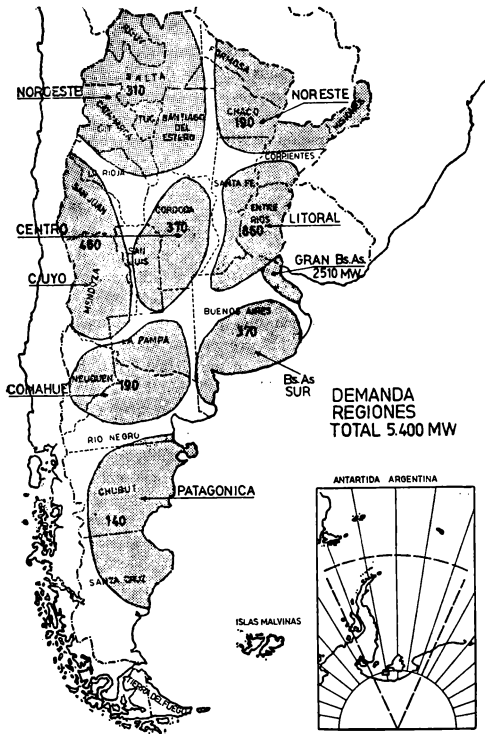 JUJUY
SALTA
310
NOROESTE
CATAMARCA
TUC.
SANTIAGO
DEL
ESTERO
FORMOSA
CHACO
190
NORESTE
MISIONES
CORRIENTES
LA RIOJA
SAN JUAN
SANTA FE
CORDOBA
370
ENTRE
RIOS
860
LITORAL
CENTRO
460
SAN
LUIS
GRAN Bs.As.
2510 MW
CUYO
MENDOZA
BUENOS AIRES
370
LA PAMPA
NEUQUEN
190
COMAHUE
Bs.As
SUR
DEMANDA
REGIONES
TOTAL 5.400 MW
RIO NEGRO
CHUBUT
PATAGONICA
140
SANTA CRUZ
ANTARTIDA ARGENTINA
ISLAS MALVINAS
TIERRA DEL FUEGO